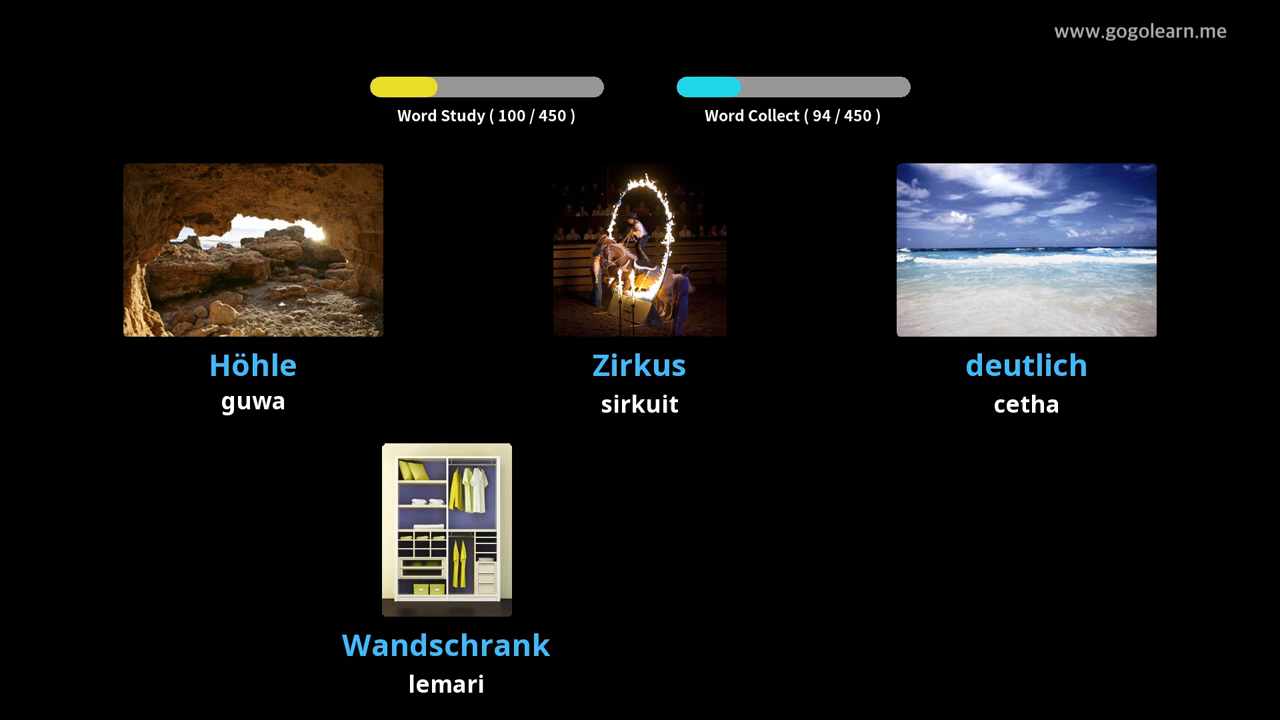 www.gogolearn.me
Word Study ( 100 / 450 )
Word Collect ( 94 / 450 )
Höhle
guwa
Zirkus
sirkuit
deutlich
cetha
Wandschrank
lemari